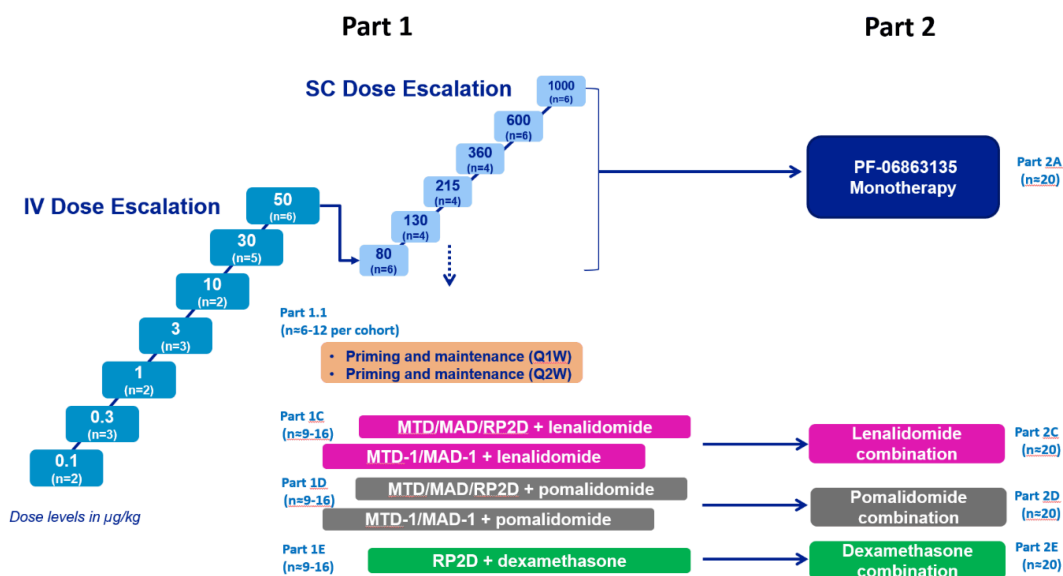 Part 1
Part 2
SC Dose Escalation
1000
(n=6)
600
(n=6)
360
(n=4)
215
(n=4)
130
(n=4)
80
(n=6)
IV Dose Escalation
50
(n=6)
30
(n=5)
10
(n=2)
3
(n=3)
1
(n=2)
0.3
(n=3)
0.1
(n=2)
Dose levels in µg/kg
PF-06863135
Monotherapy
Part 2A
(n≈20)
Part 1.1
(n≈6-12 per cohort)
• Priming and maintenance (Q1W)
• Priming and maintenance (Q2W)
Part 1C
(n≈9-16)
MTD/MAD/RP2D + lenalidomide
MTD-1/MAD-1 + lenalidomide
Lenalidomide
combination
Part 2C
(n≈20)
Part 1D
(n≈9-16)
MTD/MAD/RP2D + pomalidomide
MTD-1/MAD-1 + pomalidomide
Pomalidomide
combination
Part 2D
(n≈20)
Part 1E
(n≈9-16)
RP2D + dexamethasone
Dexamethasone
combination
Part 2E
(n≈20)